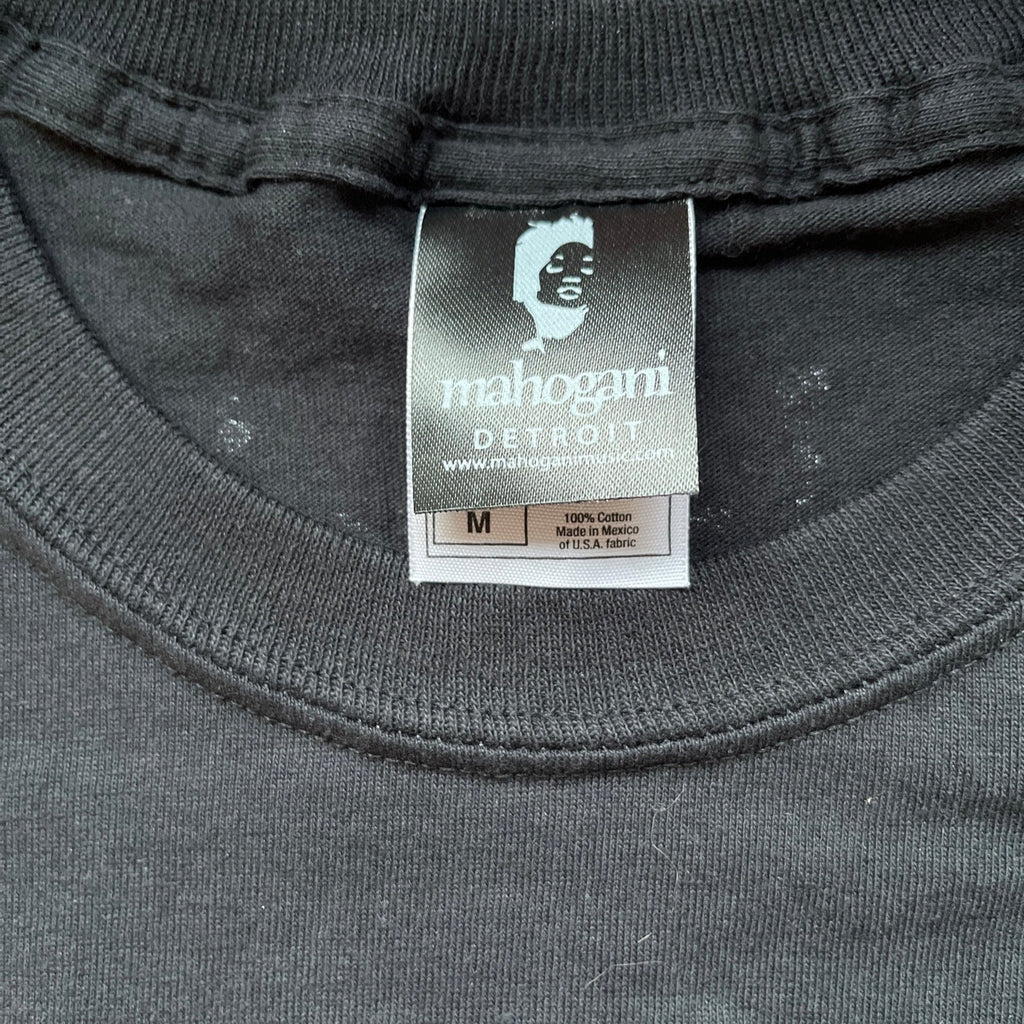 mahogani
DETROIT
www.mahoganimusic.com
M
100% Cotton
Made in Mexico
of U.S.A. fabric